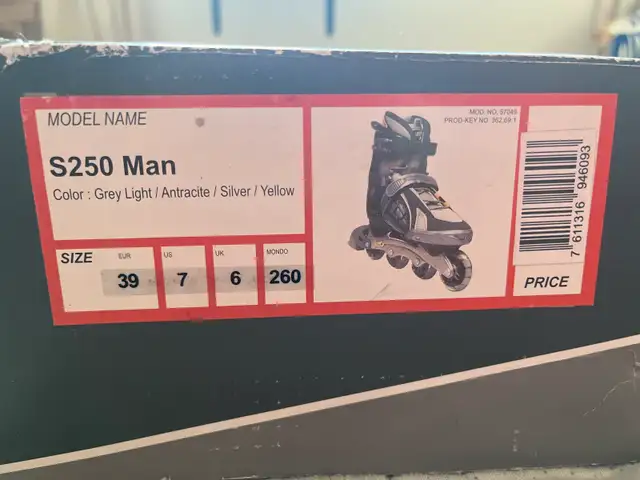 MODEL NAME
S250 Man
Color : Grey Light / Antracite / Silver / Yellow
SIZE
EUR
39
US
7
UK
6
MONDO
260
MOD. NO. 57049
PROD-KEY NO. 362.69.1
7 611316 946093
PRICE